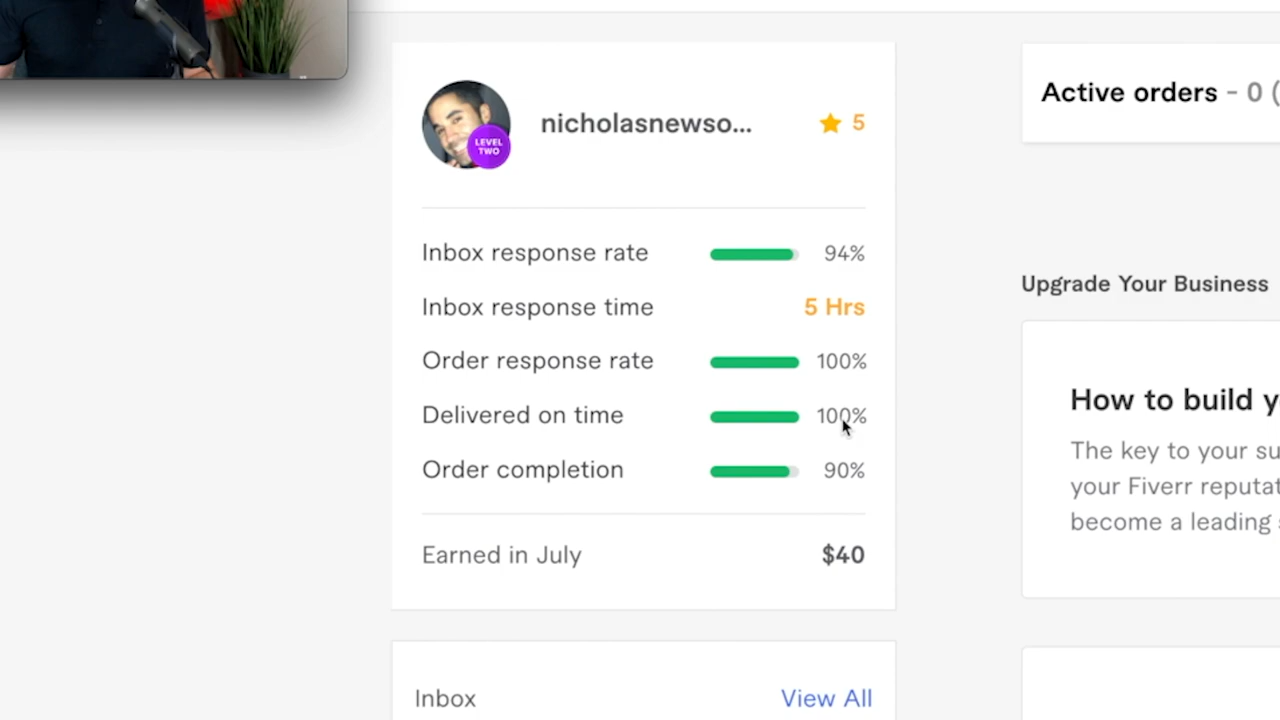 nicholasnewso...
5
LEVEL
TWO
Inbox response rate 94%
Inbox response time 5 Hrs
Order response rate 100%
Delivered on time 100%
Order completion 90%
Earned in July $40
Inbox View All
Active orders - 0 (
Upgrade Your Business
How to build y
The key to your su
your Fiverr reputat
become a leading s